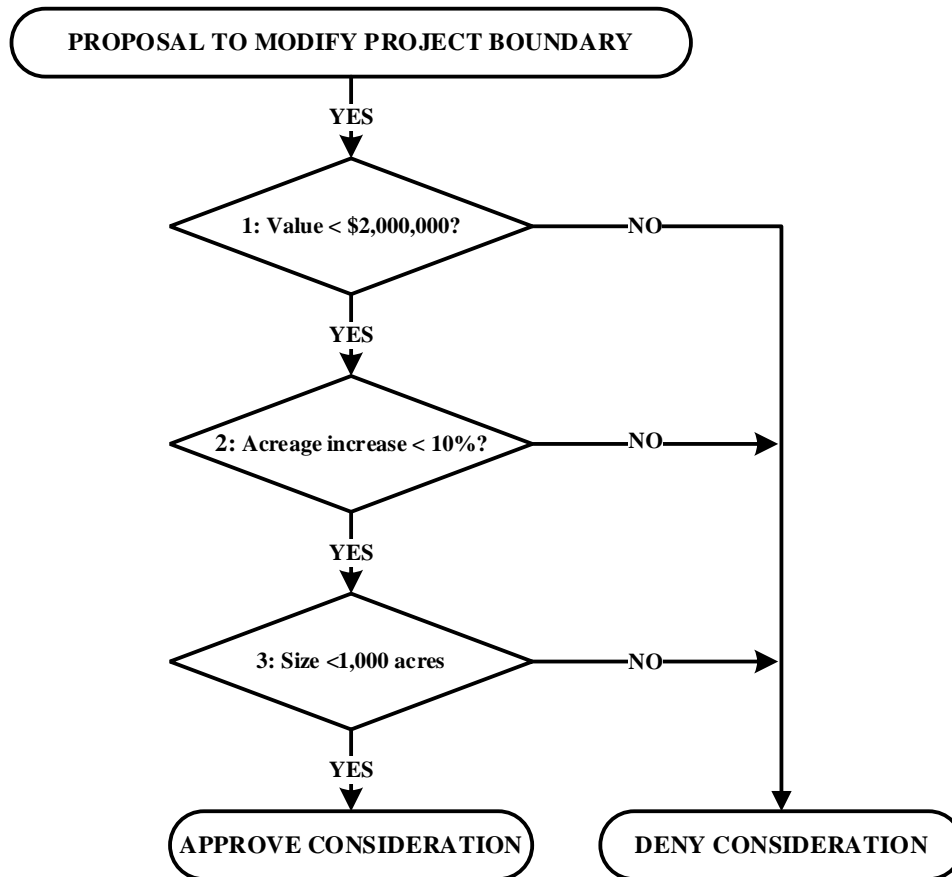 PROPOSAL TO MODIFY PROJECT BOUNDARY
YES
1: Value < $2,000,000?
NO
YES
2: Acreage increase < 10%?
NO
YES
3: Size <1,000 acres
NO
YES
APPROVE CONSIDERATION
DENY CONSIDERATION